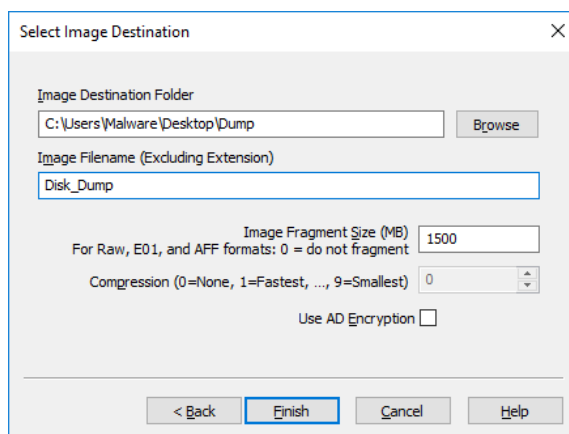 Select Image Destination
Image Destination Folder
C:\Users\Malware\Desktop\Dump
Browse
Image Filename (Excluding Extension)
Disk_Dump
Image Fragment Size (MB)
1500
For Raw, E01, and AFF formats: 0 = do not fragment
Compression (0=None, 1=Fastest, ..., 9=Smallest)
0
Use AD Encryption
< Back
Finish
Cancel
Help